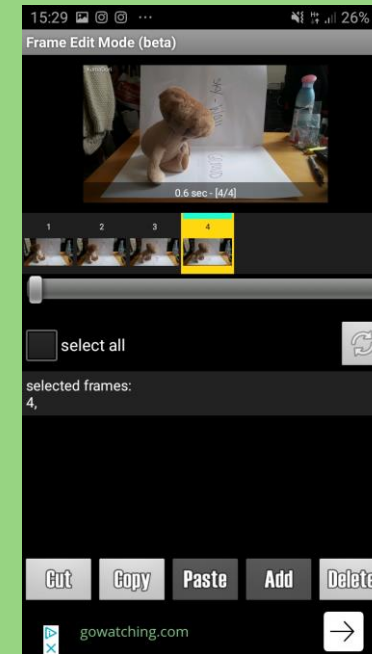 15:29
26%
Frame Edit Mode (beta)
0.6 sec - [4/4]
1 2 3 4
select all
selected frames:
4,
Cut Copy Paste Add Delete
gowatching.com